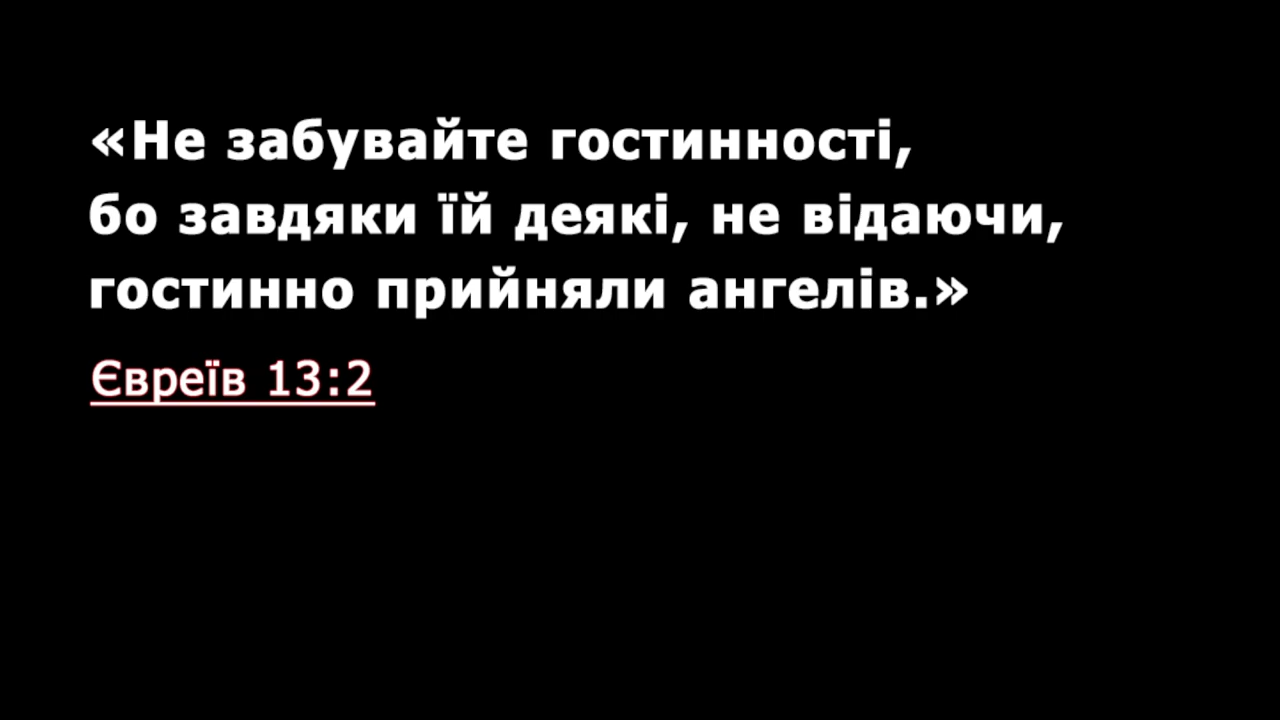 «Не забувайте гостинності,
бо завдяки їй деякі, не відаючи,
гостинно прийняли ангелів.»
Євреїв 13:2